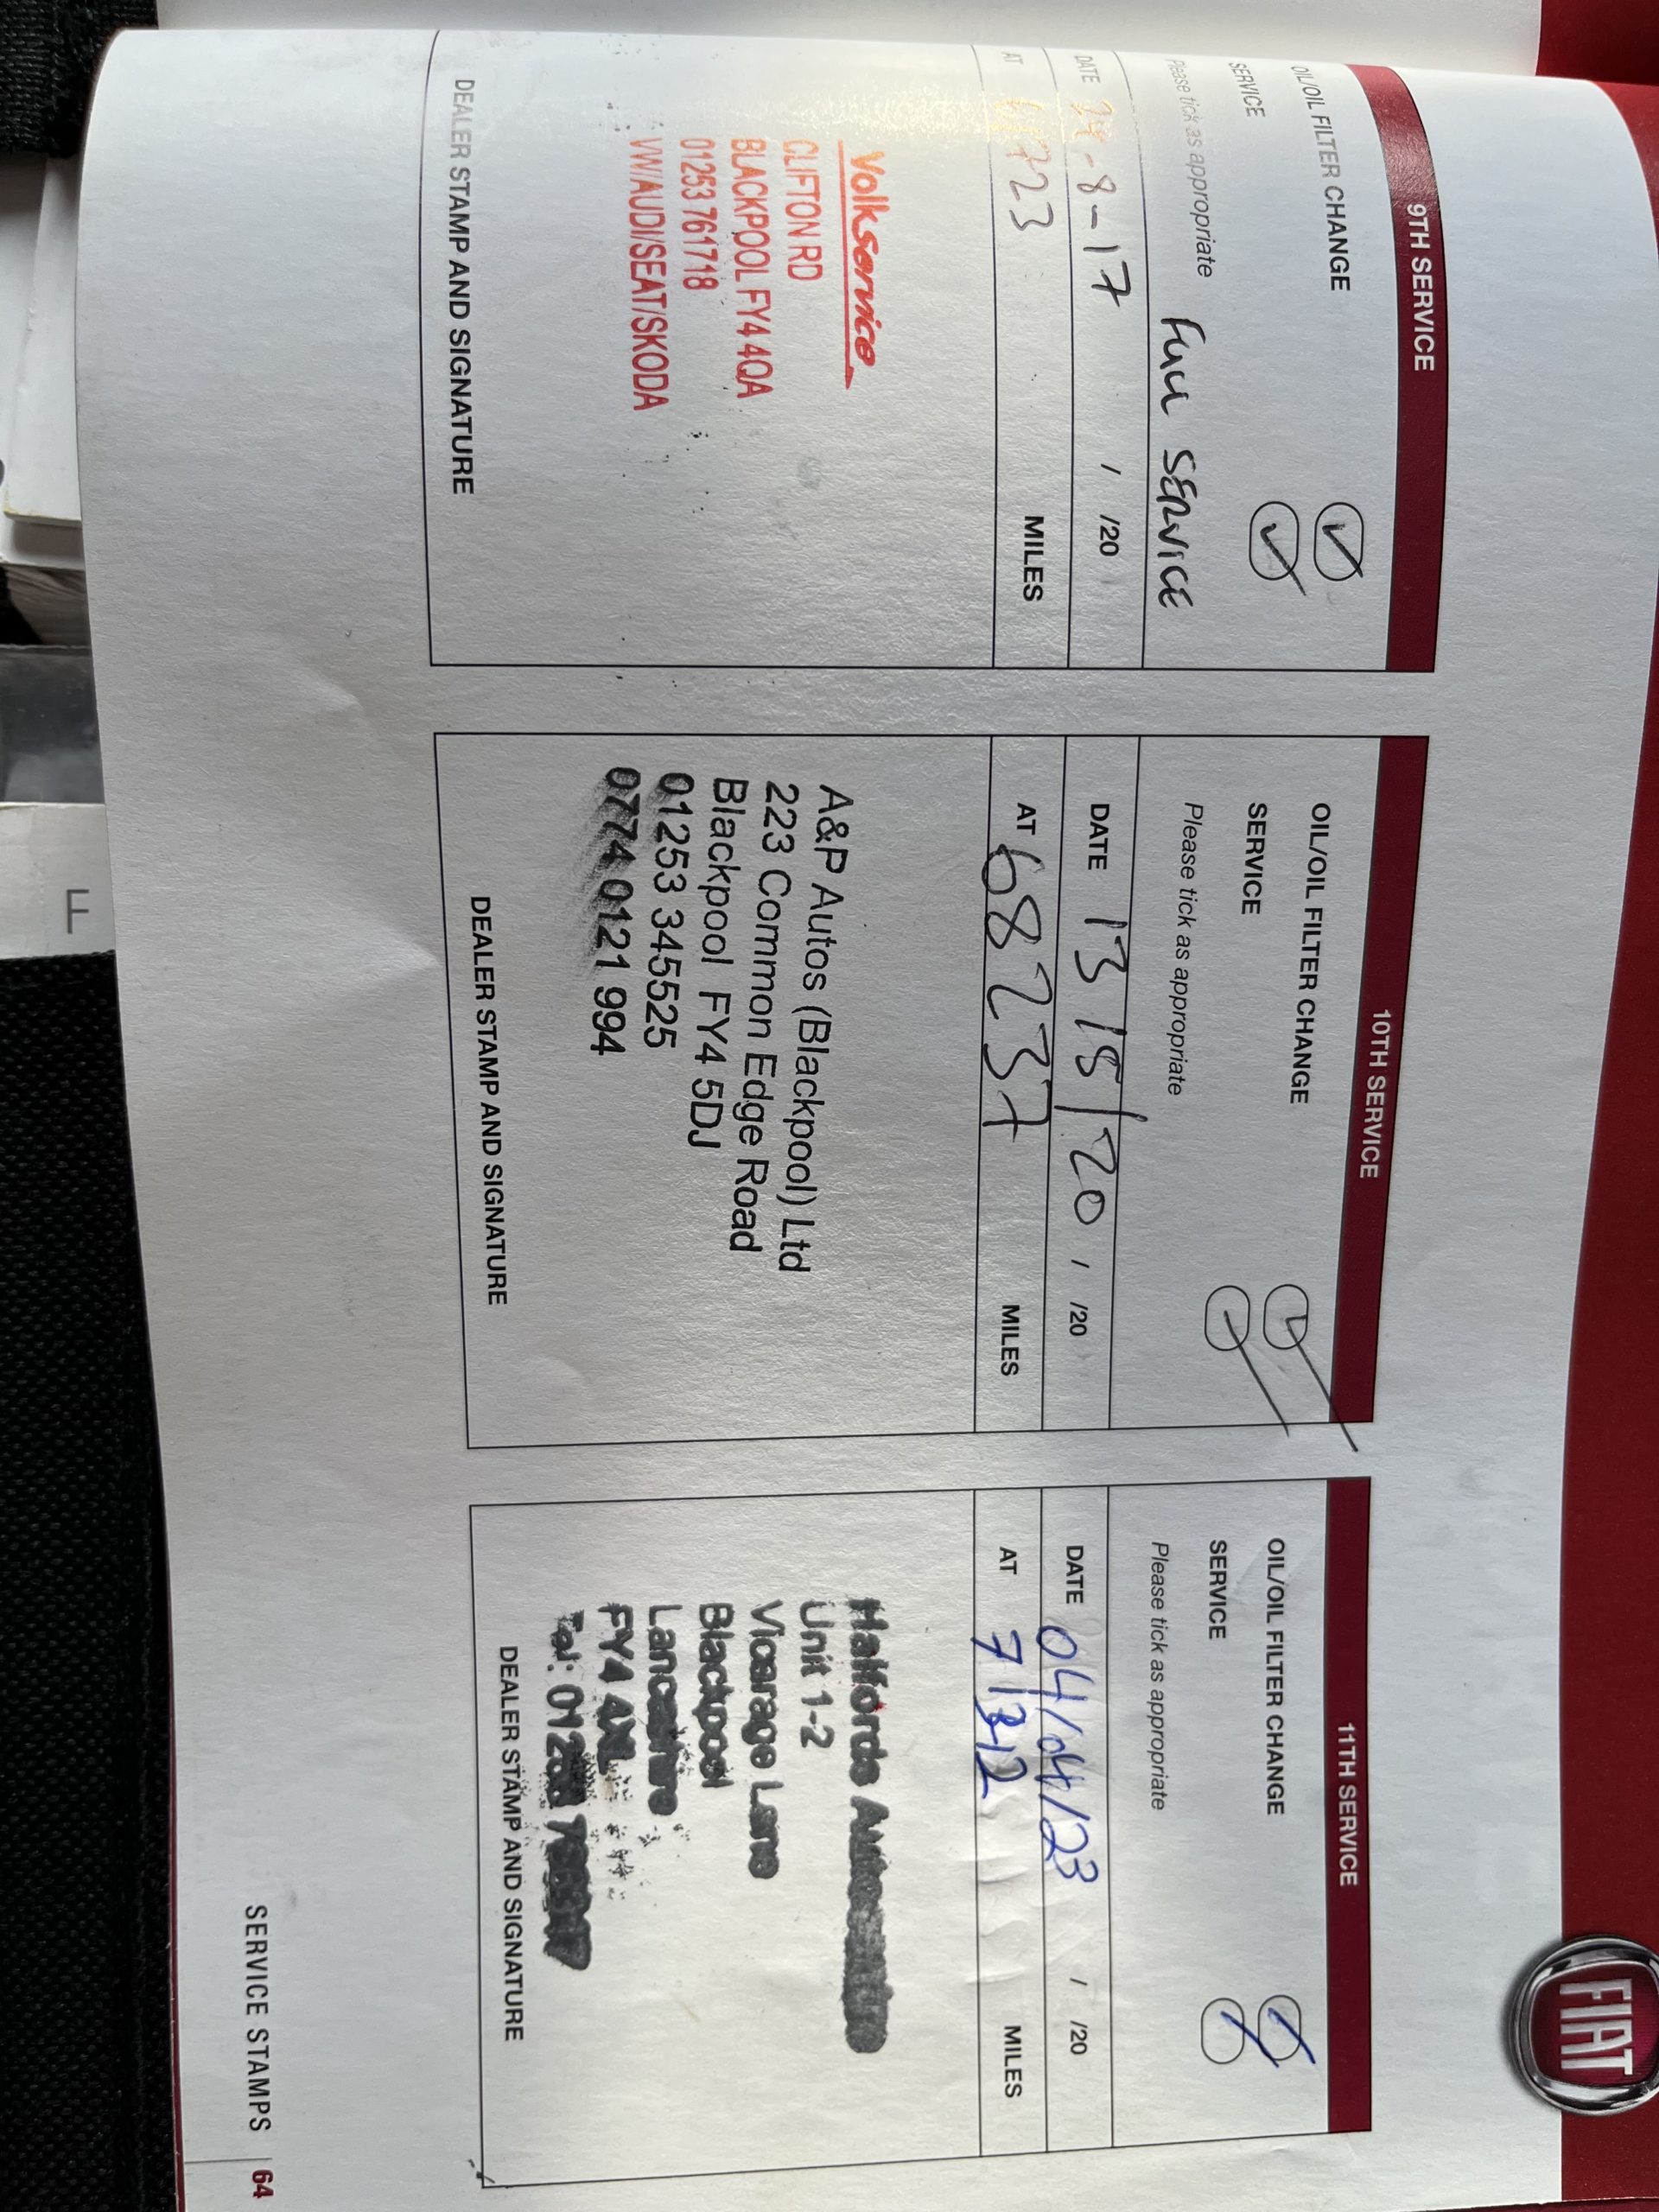 9TH SERVICE
OIL/OIL FILTER CHANGE
SERVICE
Please tick as appropriate
Full SERVICE
DATE 24-8-17 / /20
AT 723 MILES
Volkservice
CLIFTON RD
BLACKPOOL FY4 4QA
01253 761718
VW/AUDI/SEAT/SKODA
DEALER STAMP AND SIGNATURE
10TH SERVICE
OIL/OIL FILTER CHANGE
SERVICE
Please tick as appropriate
DATE 13/5/20 / /20
AT 68237 MILES
A&P Autos (Blackpool) Ltd
223 Common Edge Road
Blackpool FY4 5DJ
01253 345525
0774 0121 994
DEALER STAMP AND SIGNATURE
11TH SERVICE
OIL/OIL FILTER CHANGE
SERVICE
Please tick as appropriate
DATE 04/04/23 / /20
AT 71312 MILES
Halfords Autocentre
Unit 1-2
Vicarage Lane
Blackpool
Lancashire
FY4 4
Tel:
DEALER STAMP AND SIGNATURE
SERVICE STAMPS 64
FIAT
F